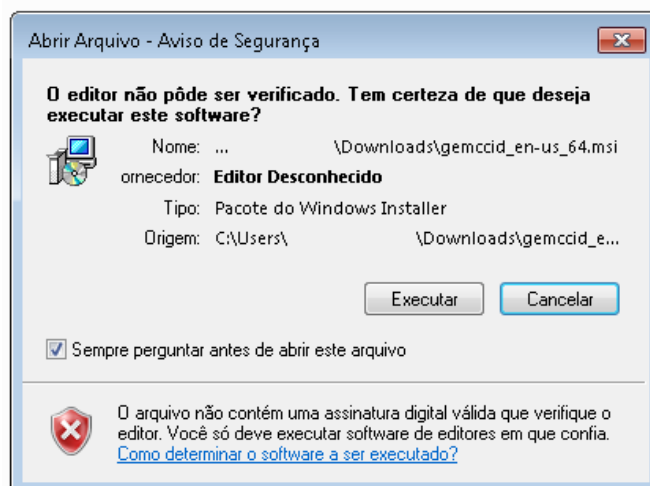 Abrir Arquivo - Aviso de Segurança
O editor não pôde ser verificado. Tem certeza de que deseja
executar este software?
Nome: ... \Downloads\gemccid_en-us_64.msi
ornecedor: Editor Desconhecido
Tipo: Pacote do Windows Installer
Origem: C:\Users\ \Downloads\gemccid_e...
Executar Cancelar
Sempre perguntar antes de abrir este arquivo
O arquivo não contém uma assinatura digital válida que verifique o
editor. Você só deve executar software de editores em que confia.
Como determinar o software a ser executado?